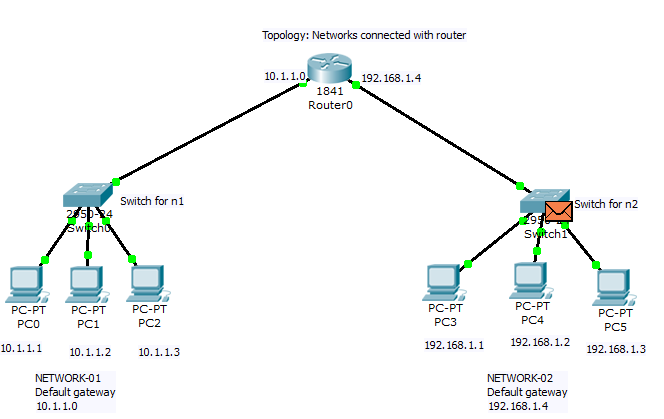 Topology: Networks connected with router
10.1.1.0
192.168.1.4
1841
Router0
2950-24
Switch0
Switch for n1
Switch for n2
Switch1
PC-PT
PC0
PC-PT
PC1
PC-PT
PC2
PC-PT
PC3
PC-PT
PC4
PC-PT
PC5
10.1.1.1
10.1.1.2
10.1.1.3
192.168.1.1
192.168.1.2
192.168.1.3
NETWORK-01
Default gateway
10.1.1.0
NETWORK-02
Default gateway
192.168.1.4